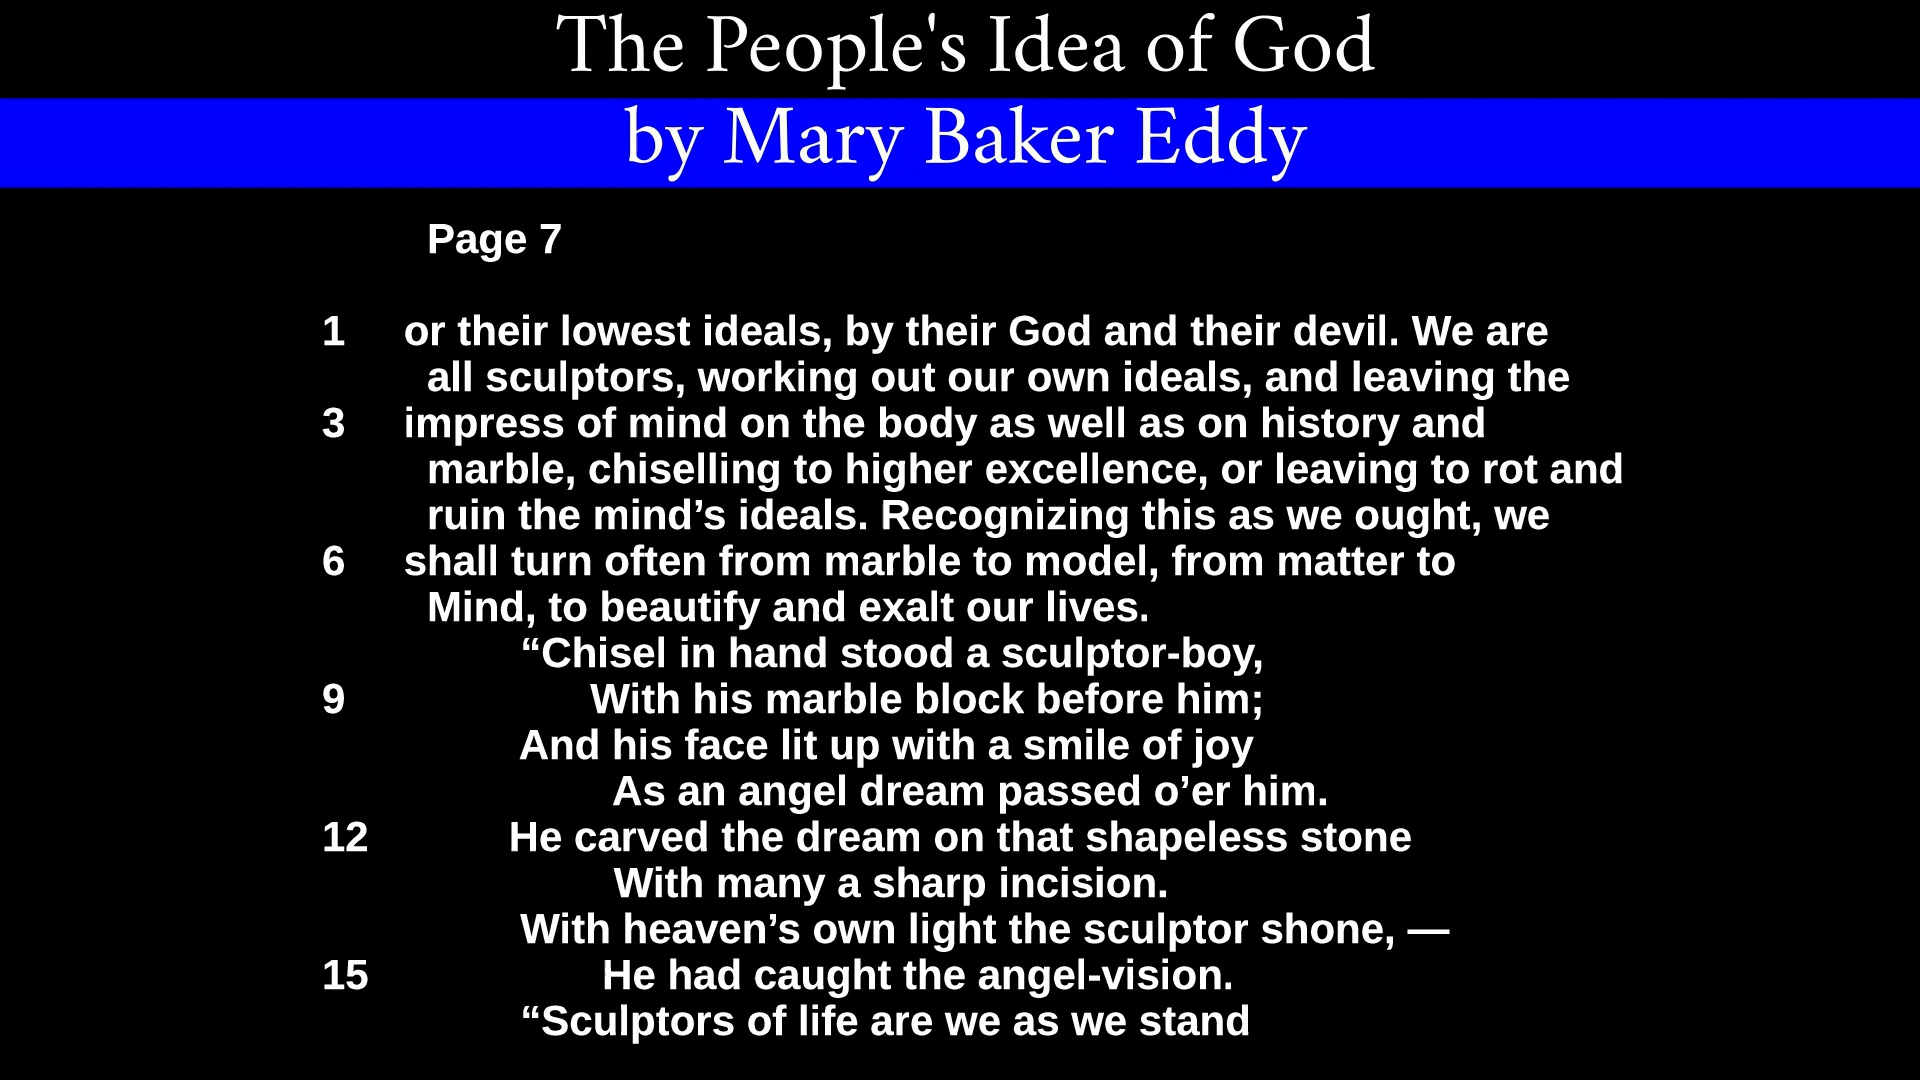 The People's Idea of God
by Mary Baker Eddy
Page 7
1 or their lowest ideals, by their God and their devil. We are
all sculptors, working out our own ideals, and leaving the
3 impress of mind on the body as well as on history and
marble, chiselling to higher excellence, or leaving to rot and
ruin the mind’s ideals. Recognizing this as we ought, we
6 shall turn often from marble to model, from matter to
Mind, to beautify and exalt our lives.
“Chisel in hand stood a sculptor-boy,
9 With his marble block before him;
And his face lit up with a smile of joy
As an angel dream passed o’er him.
12 He carved the dream on that shapeless stone
With many a sharp incision.
With heaven’s own light the sculptor shone, —
15 He had caught the angel-vision.
“Sculptors of life are we as we stand